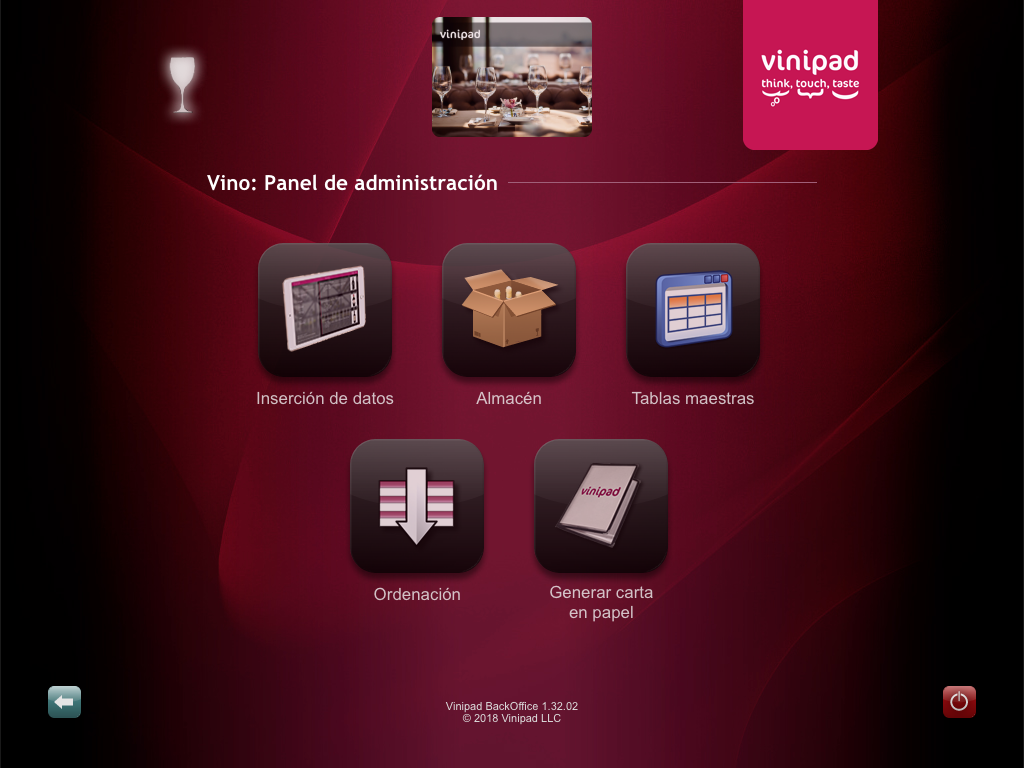 vinipad
vinipad
think, touch, taste
Vino: Panel de administración
Inserción de datos
Almacén
Tablas maestras
vinipad
Ordenación
Generar carta
en papel
Vinipad BackOffice 1.32.02
© 2018 Vinipad LLC